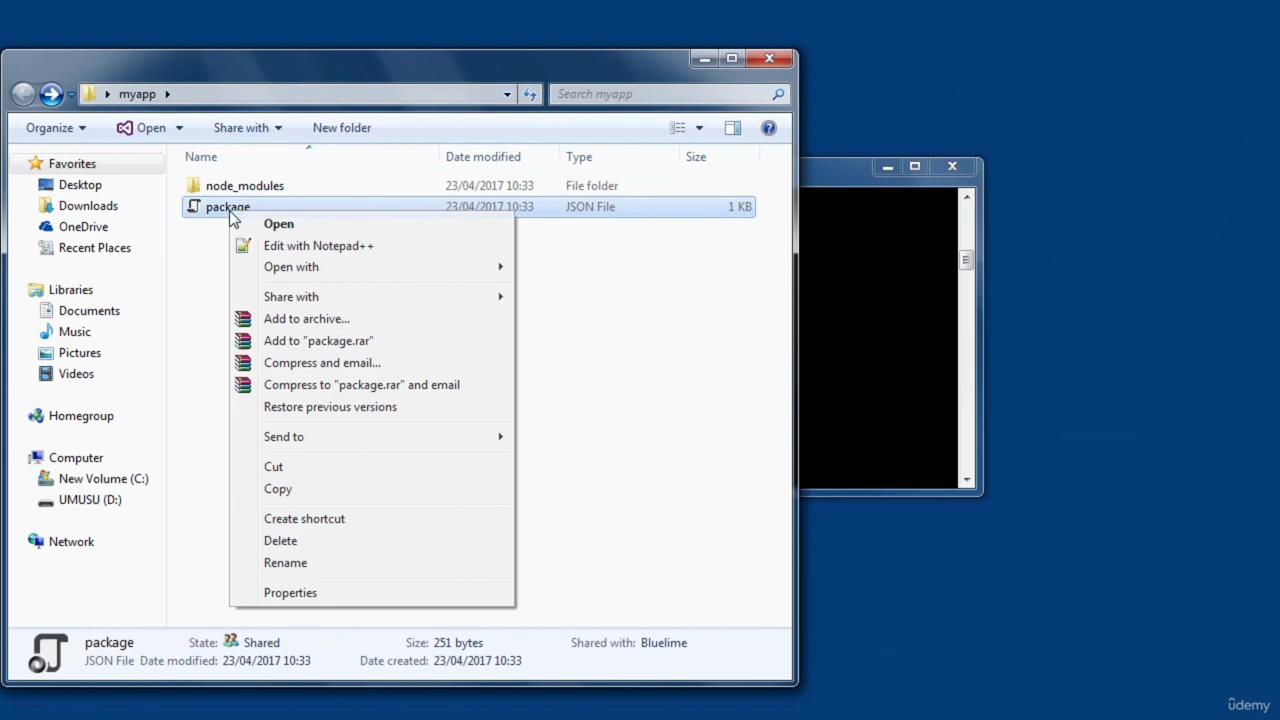 myapp
Search myapp
Organize
Open
Share with
New folder
Name
Date modified
Type
Size
Favorites
Desktop
Downloads
OneDrive
Recent Places
Libraries
Documents
Music
Pictures
Videos
Homegroup
Computer
New Volume (C:)
UMUSU (D:)
Network
node_modules 23/04/2017 10:33 File folder
package 23/04/2017 10:33 JSON File 1 KB
Open
Edit with Notepad++
Open with
Share with
Add to archive...
Add to "package.rar"
Compress and email...
Compress to "package.rar" and email
Restore previous versions
Send to
Cut
Copy
Create shortcut
Delete
Rename
Properties
package State: Shared Size: 251 bytes Shared with: Bluelime
JSON File Date modified: 23/04/2017 10:33 Date created: 23/04/2017 10:33
ûdemy